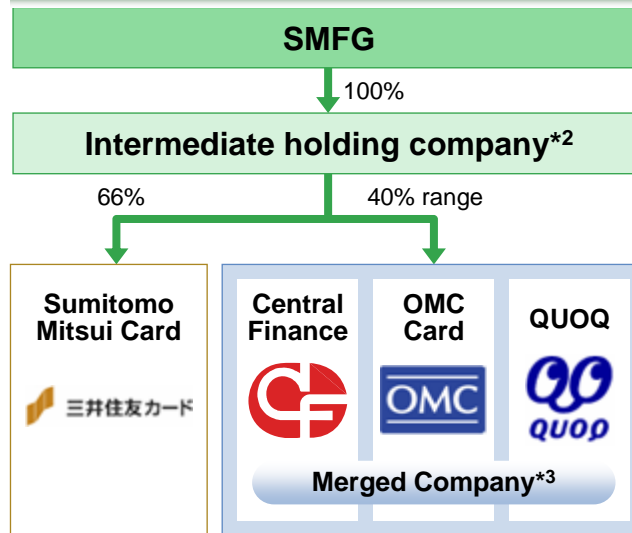 SMFG
100%
Intermediate holding company*2
66%
40% range
Sumitomo
Mitsui Card
三井住友カード
Central
Finance
CF
OMC
Card
OMC
QUOQ
QUOQ
Merged Company*3